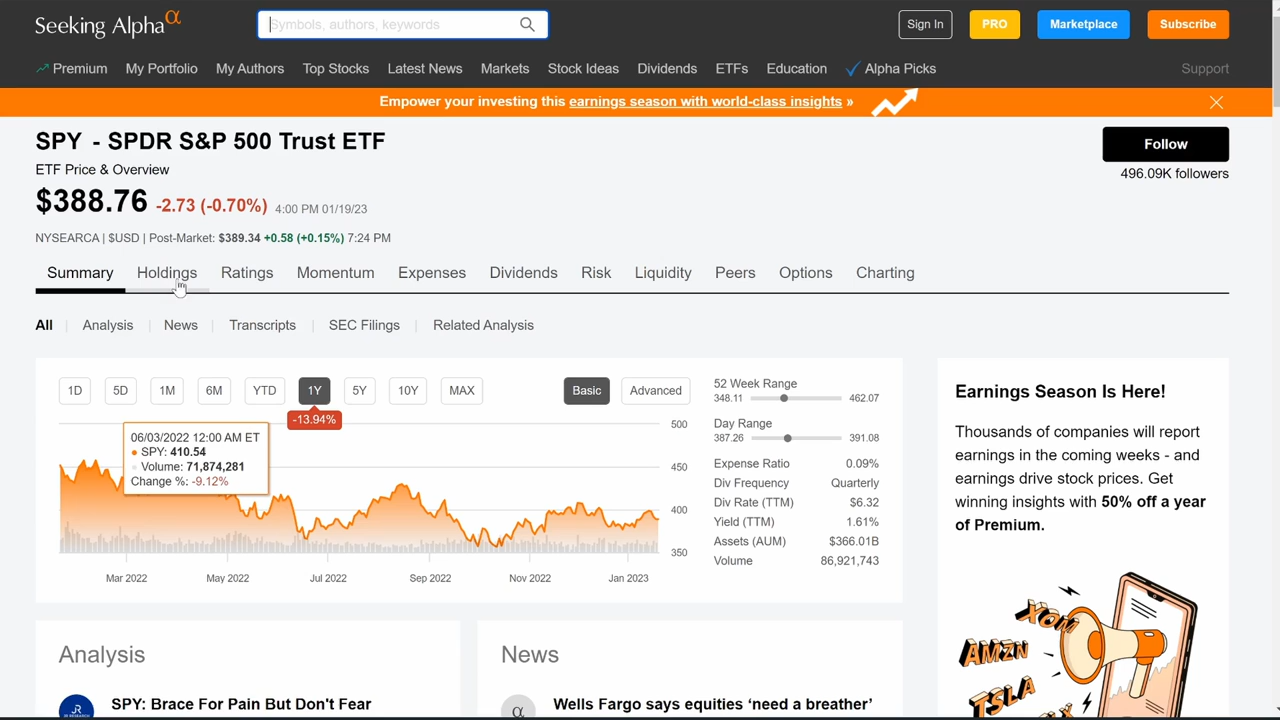 Seeking Alpha α
Symbols, authors, keywords
Sign In
PRO
Marketplace
Subscribe
Premium My Portfolio My Authors Top Stocks Latest News Markets Stock Ideas Dividends ETFs Education Alpha Picks Support
Empower your investing this earnings season with world-class insights »
SPY - SPDR S&P 500 Trust ETF
Follow
ETF Price & Overview
496.09K followers
$388.76 -2.73 (-0.70%) 4:00 PM 01/19/23
NYSEARCA | $USD | Post-Market: $389.34 +0.58 (+0.15%) 7:24 PM
Summary Holdings Ratings Momentum Expenses Dividends Risk Liquidity Peers Options Charting
All | Analysis | News | Transcripts | SEC Filings | Related Analysis
1D 5D 1M 6M YTD 1Y 5Y 10Y MAX Basic Advanced
-13.94%
06/03/2022 12:00 AM ET
SPY: 410.54
Volume: 71,874,281
Change %: -9.12%
500
450
400
350
Mar 2022 May 2022 Jul 2022 Sep 2022 Nov 2022 Jan 2023
52 Week Range
348.11 462.07
Day Range
387.26 391.08
Expense Ratio 0.09%
Div Frequency Quarterly
Div Rate (TTM) $6.32
Yield (TTM) 1.61%
Assets (AUM) $366.01B
Volume 86,921,743
Earnings Season Is Here!
Thousands of companies will report
earnings in the coming weeks - and
earnings drive stock prices. Get
winning insights with 50% off a year
of Premium.
XOM
AMZN
TSLA
Analysis
JR
SPY: Brace For Pain But Don't Fear
News
α
Wells Fargo says equities ‘need a breather’